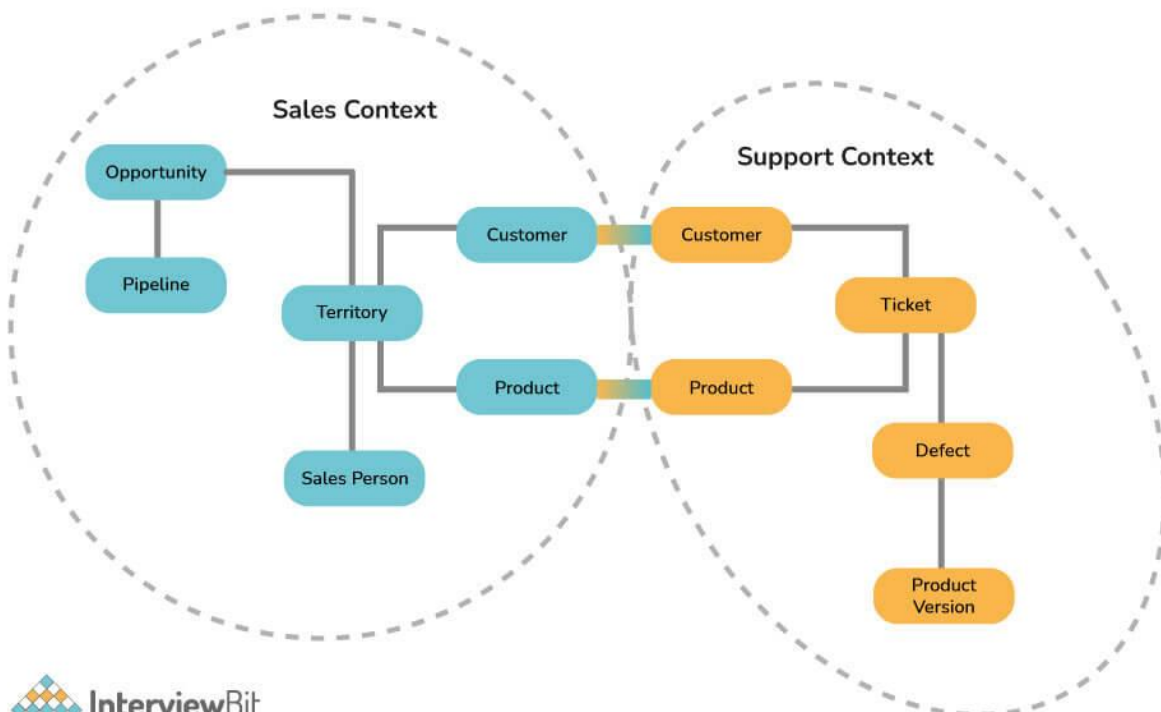 Sales Context
Support Context
Opportunity
Customer
Customer
Pipeline
Territory
Ticket
Product
Product
Sales Person
Defect
Product
Version
InterviewBit